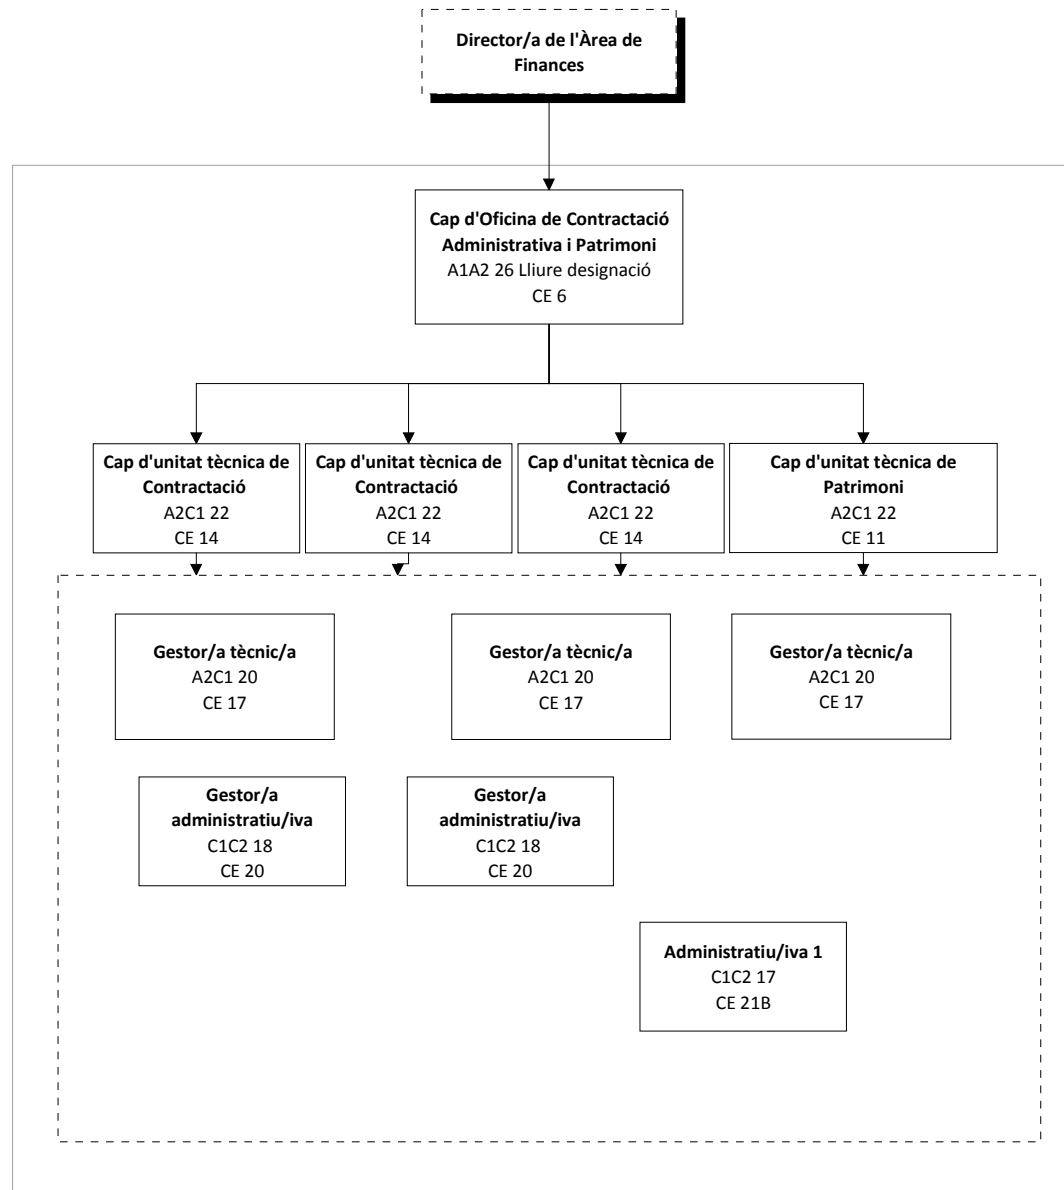 Director/a de l'Àrea de
Finances
Cap d'Oficina de Contractació
Administrativa i Patrimoni
A1A2 26 Lliure designació
CE 6
Cap d'unitat tècnica de
Contractació
A2C1 22
CE 14
Cap d'unitat tècnica de
Contractació
A2C1 22
CE 14
Cap d'unitat tècnica de
Contractació
A2C1 22
CE 14
Cap d'unitat tècnica de
Patrimoni
A2C1 22
CE 11
Gestor/a tècnic/a
A2C1 20
CE 17
Gestor/a tècnic/a
A2C1 20
CE 17
Gestor/a tècnic/a
A2C1 20
CE 17
Gestor/a
administratiu/iva
C1C2 18
CE 20
Gestor/a
administratiu/iva
C1C2 18
CE 20
Administratiu/iva 1
C1C2 17
CE 21B